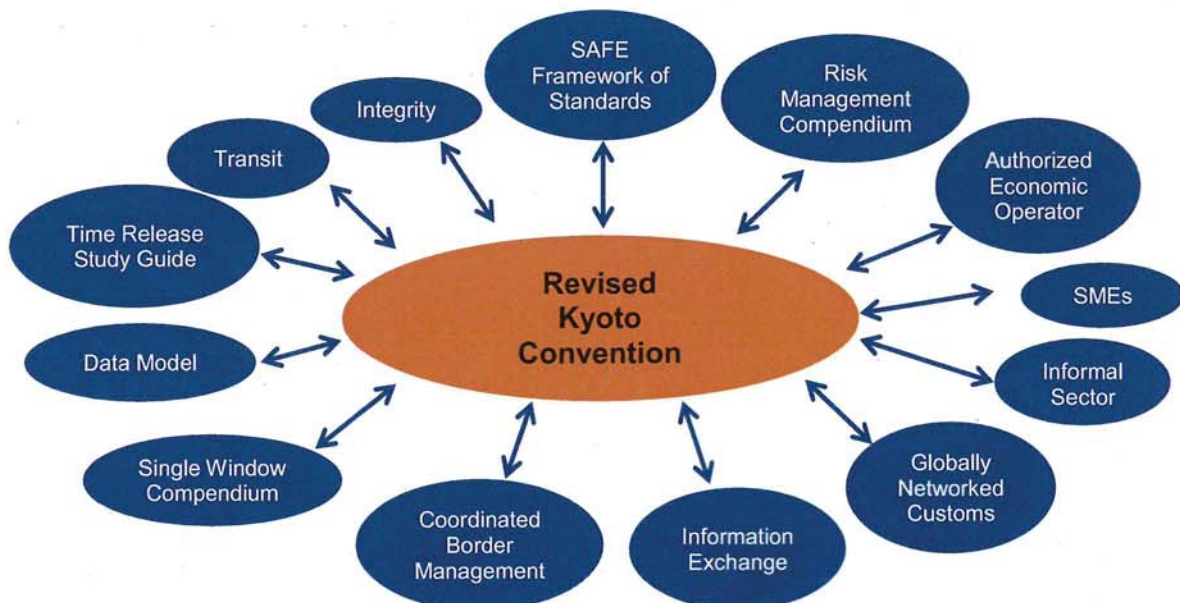 SAFE
Framework of
Standards
Risk
Management
Compendium
Integrity
Transit
Authorized
Economic
Operator
Time Release
Study Guide
Revised
Kyoto
Convention
SMEs
Data Model
Informal
Sector
Single Window
Compendium
Globally
Networked
Customs
Coordinated
Border
Management
Information
Exchange